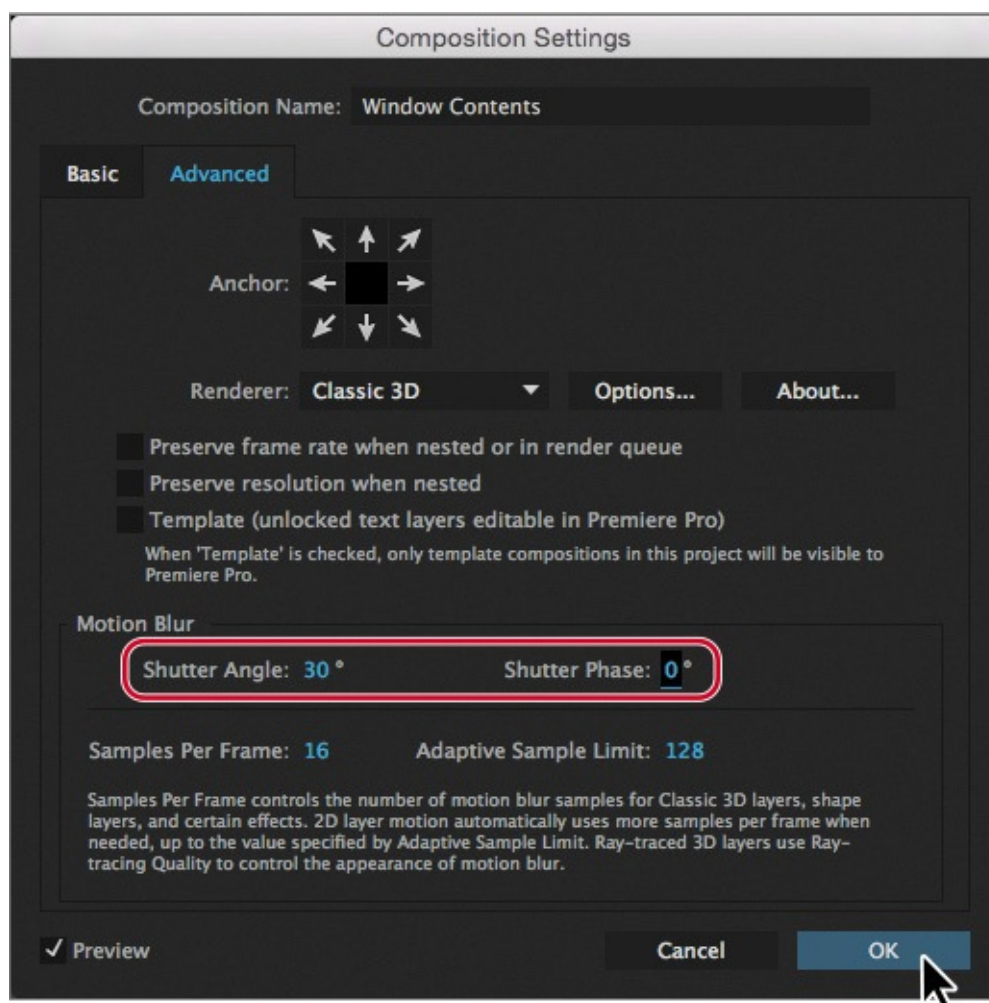 Composition Settings
Composition Name: Window Contents
Basic Advanced
Anchor:
Renderer: Classic 3D Options... About...
Preserve frame rate when nested or in render queue
Preserve resolution when nested
Template (unlocked text layers editable in Premiere Pro)
When 'Template' is checked, only template compositions in this project will be visible to
Premiere Pro.
Motion Blur
Shutter Angle: 30 ° Shutter Phase: 0 °
Samples Per Frame: 16 Adaptive Sample Limit: 128
Samples Per Frame controls the number of motion blur samples for Classic 3D layers, shape
layers, and certain effects. 2D layer motion automatically uses more samples per frame when
needed, up to the value specified by Adaptive Sample Limit. Ray-traced 3D layers use Ray-
tracing Quality to control the appearance of motion blur.
Preview Cancel OK